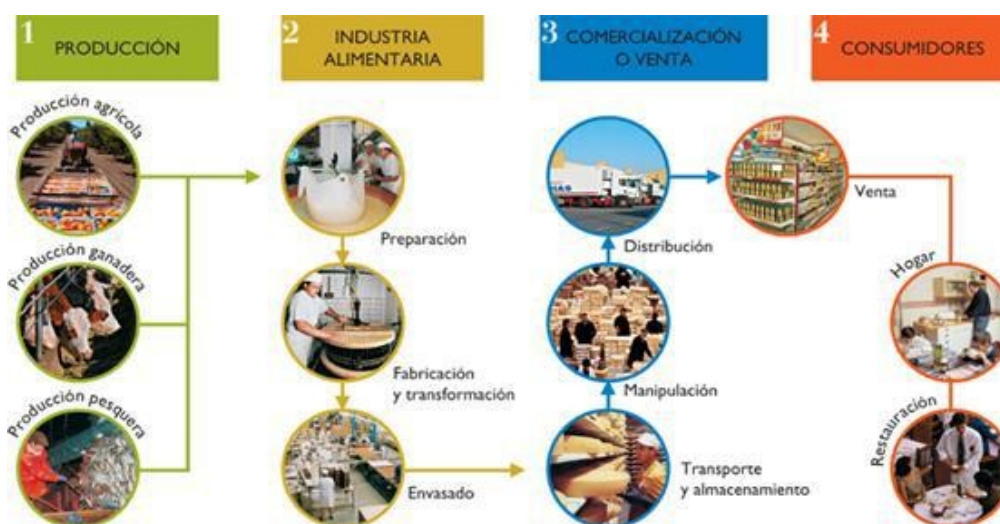 1 PRODUCCIÓN
Producción agrícola
Producción ganadera
Producción pesquera
2 INDUSTRIA
ALIMENTARIA
Preparación
Fabricación
y transformación
Envasado
3 COMERCIALIZACIÓN
O VENTA
Distribución
Manipulación
Transporte
y almacenamiento
4 CONSUMIDORES
Venta
Hogar
Restauración